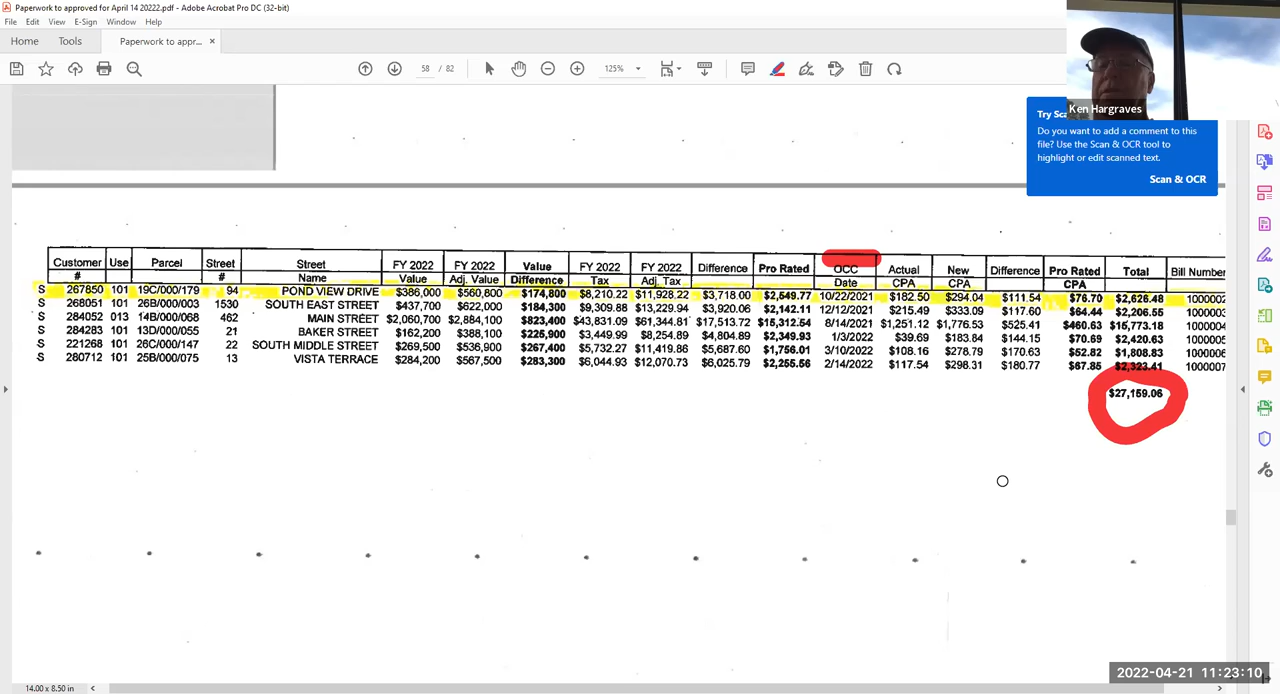 Paperwork to approved for April 14 20222.pdf - Adobe Acrobat Pro DC (32-bit)
File Edit View E-Sign Window Help
Home Tools Paperwork to appr... ×
58 / 82 125%
Ken Hargraves
Try Sca
Do you want to add a comment to this
file? Use the Scan & OCR tool to
highlight or edit scanned text.
Scan & OCR
Customer Use Parcel Street Street FY 2022 FY 2022 Value FY 2022 FY 2022 Difference Pro Rated OCC Actual New Difference Pro Rated Total Bill Number
# # Name Value Adj. Value Difference Tax Adj. Tax Date CPA CPA CPA
S 267850 101 19C/000/179 94 POND VIEW DRIVE $386,000 $560,800 $174,800 $8,210.22 $11,928.22 $3,718.00 $2,549.77 10/22/2021 $182.50 $294.04 $111.54 $76.70 $2,626.48 1000002
S 268051 101 26B/000/003 1530 SOUTH EAST STREET $437,700 $622,000 $184,300 $9,309.88 $13,229.94 $3,920.06 $2,142.11 12/12/2021 $215.49 $333.09 $117.60 $64.44 $2,206.55 1000003
S 284052 013 14B/000/068 462 MAIN STREET $2,060,700 $2,884,100 $823,400 $43,831.09 $61,344.81 $17,513.72 $15,312.54 8/14/2021 $1,251.12 $1,776.53 $525.41 $460.63 $15,773.18 1000004
S 284283 101 13D/000/055 21 BAKER STREET $162,200 $388,100 $225,900 $3,449.99 $8,254.89 $4,804.89 $2,349.93 1/3/2022 $39.69 $183.84 $144.15 $70.69 $2,420.63 1000005
S 221268 101 26C/000/147 22 SOUTH MIDDLE STREET $269,500 $536,900 $267,400 $5,732.27 $11,419.86 $5,687.60 $1,756.01 3/10/2022 $108.16 $278.79 $170.63 $52.82 $1,808.83 1000006
S 280712 101 25B/000/075 13 VISTA TERRACE $284,200 $567,500 $283,300 $6,044.93 $12,070.73 $6,025.79 $2,255.56 2/14/2022 $117.54 $298.31 $180.77 $67.85 $2,323.41 1000007
$27,159.06
14.00 x 8.50 in
2022-04-21 11:23:10